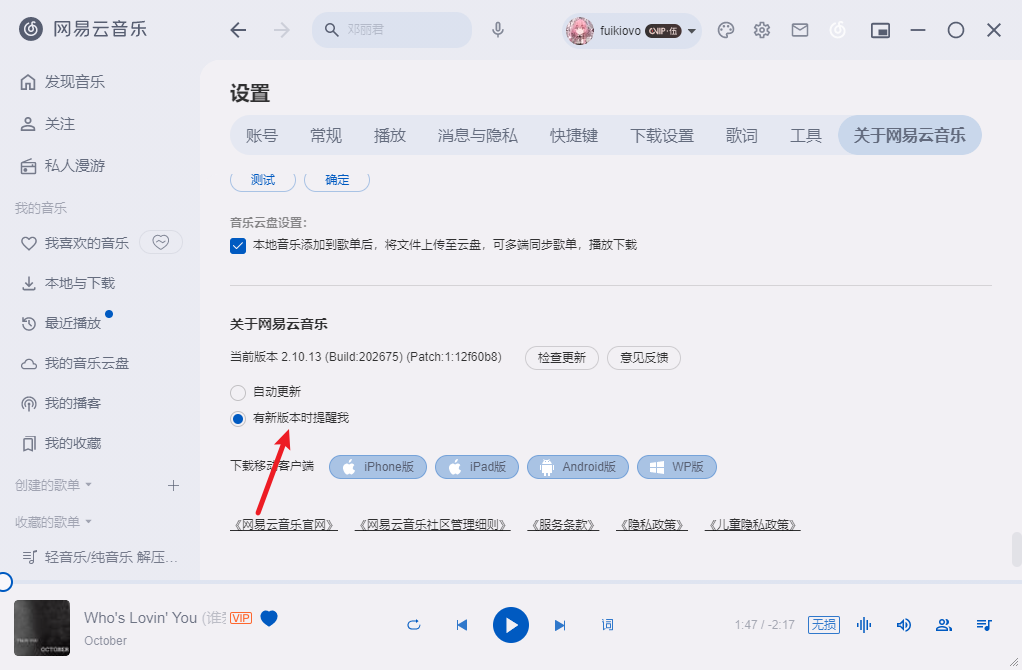 网易云音乐
邓丽君
fuikiovo
VIP·伍
发现音乐
关注
私人漫游
我的音乐
我喜欢的音乐
本地与下载
最近播放
我的音乐云盘
我的播客
我的收藏
创建的歌单
收藏的歌单
轻音乐/纯音乐 解压…
设置
账号 常规 播放 消息与隐私 快捷键 下载设置 歌词 工具 关于网易云音乐
测试 确定
音乐云盘设置：
本地音乐添加到歌单后，将文件上传至云盘，可多端同步歌单，播放下载
关于网易云音乐
当前版本 2.10.13 (Build:202675) (Patch:1:12f60b8) 检查更新 意见反馈
自动更新
有新版本时提醒我
下载移动客户端 iPhone版 iPad版 Android版 WP版
《网易云音乐官网》 《网易云音乐社区管理细则》 《服务条款》 《隐私政策》 《儿童隐私政策》
Who's Lovin' You (谁 VIP
October
OCTOBER
词
1:47 / -2:17 无损